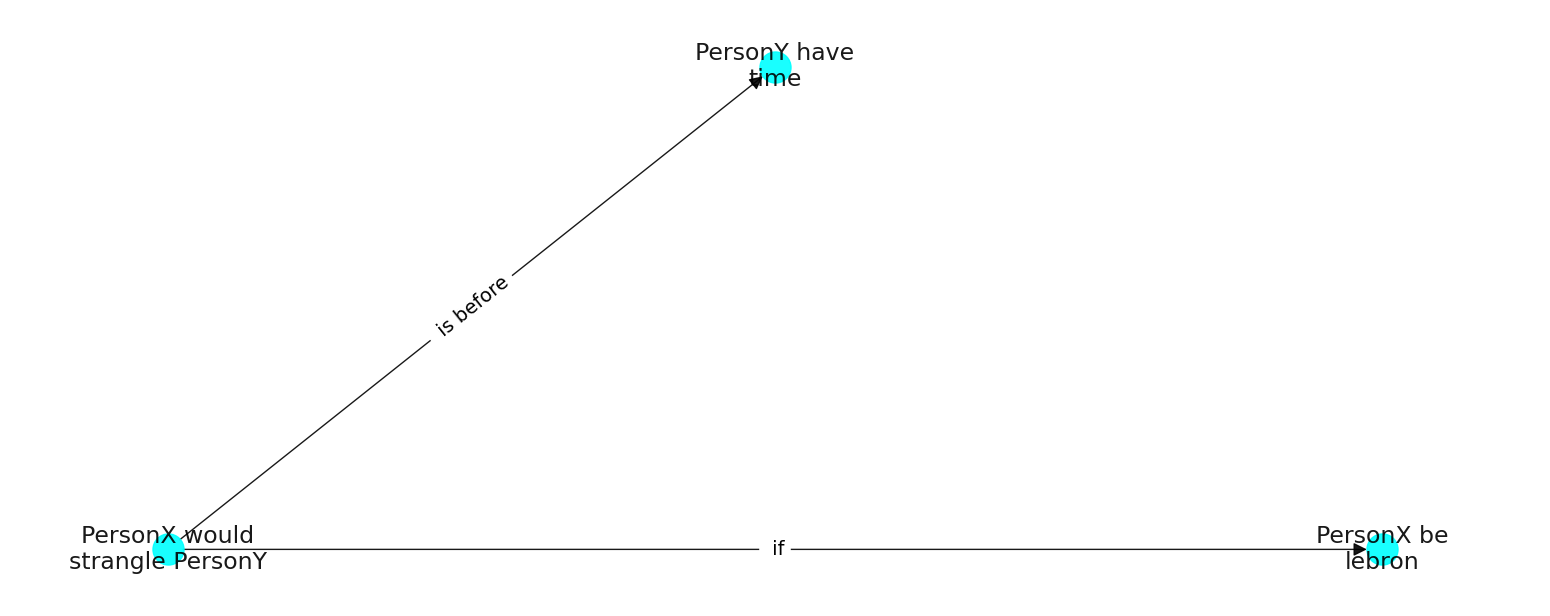 PersonY have
time
is before
PersonX would
strangle PersonY
if
PersonX be
lebron